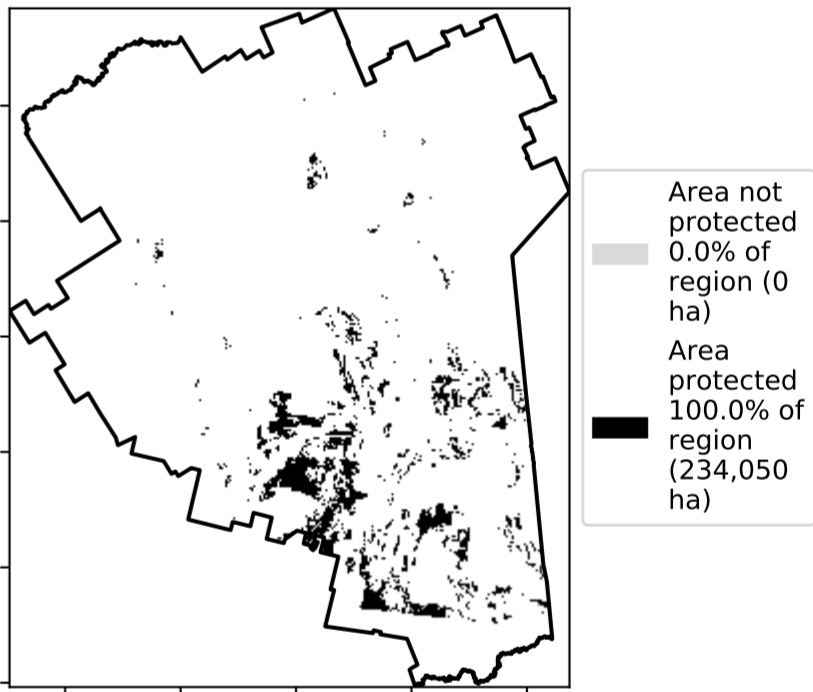 Area not
protected
0.0% of
region (0
ha)
Area
protected
100.0% of
region
(234,050
ha)